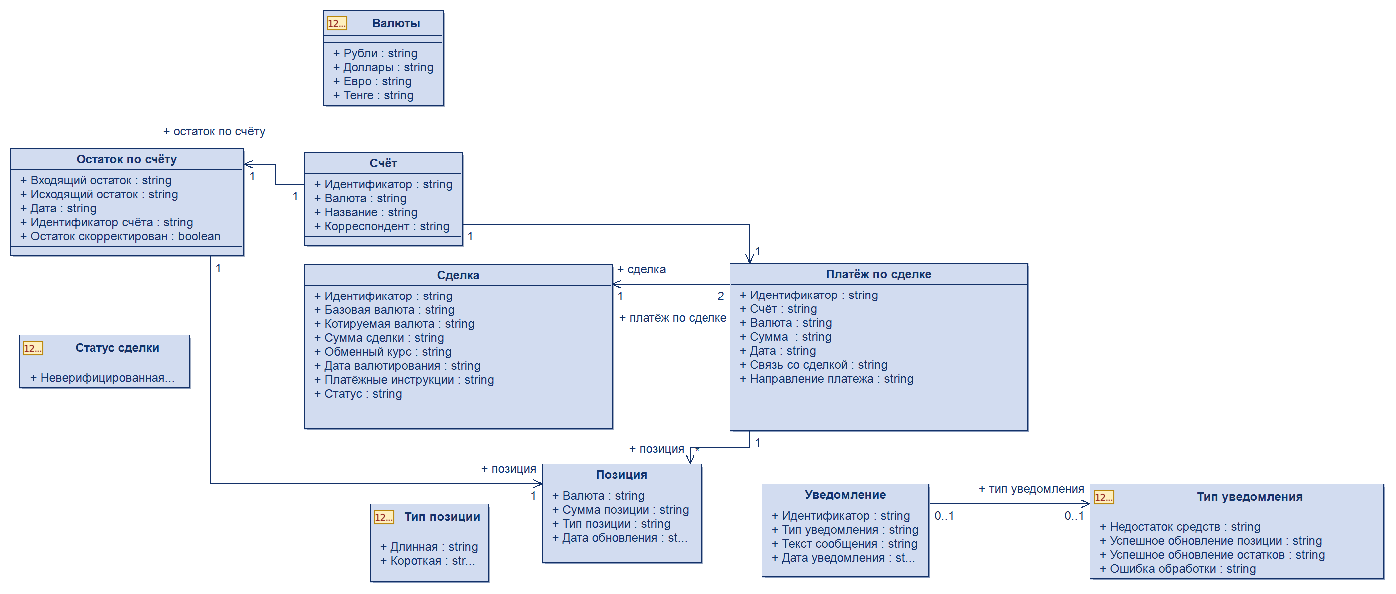 12... Валюты
+ Рубли : string
+ Доллары : string
+ Евро : string
+ Тенге : string
+ остаток по счёту
Остаток по счёту
+ Входящий остаток : string
+ Исходящий остаток : string
+ Дата : string
+ Идентификатор счёта : string
+ Остаток скорректирован : boolean
1
1
Счёт
+ Идентификатор : string
+ Валюта : string
+ Название : string
+ Корреспондент : string
1
1
Сделка
+ Идентификатор : string
+ Базовая валюта : string
+ Котируемая валюта : string
+ Сумма сделки : string
+ Обменный курс : string
+ Дата валютирования : string
+ Платёжные инструкции : string
+ Статус : string
+ сделка
1
2
+ платёж по сделке
Платёж по сделке
+ Идентификатор : string
+ Счёт : string
+ Валюта : string
+ Сумма  : string
+ Дата : string
+ Связь со сделкой : string
+ Направление платежа : string
1
12... Статус сделки
+ Неверифицированная...
1
+ позиция
*
+ позиция
1
Позиция
+ Валюта : string
+ Сумма позиции : string
+ Тип позиции : string
+ Дата обновления : st...
12... Тип позиции
+ Длинная : string
+ Короткая : str...
Уведомление
+ Идентификатор : string
+ Тип уведомления : string
+ Текст сообщения : string
+ Дата уведомления : st...
+ тип уведомления
0..1
0..1
12... Тип уведомления
+ Недостаток средств : string
+ Успешное обновление позиции : string
+ Успешное обновление остатков : string
+ Ошибка обработки : string